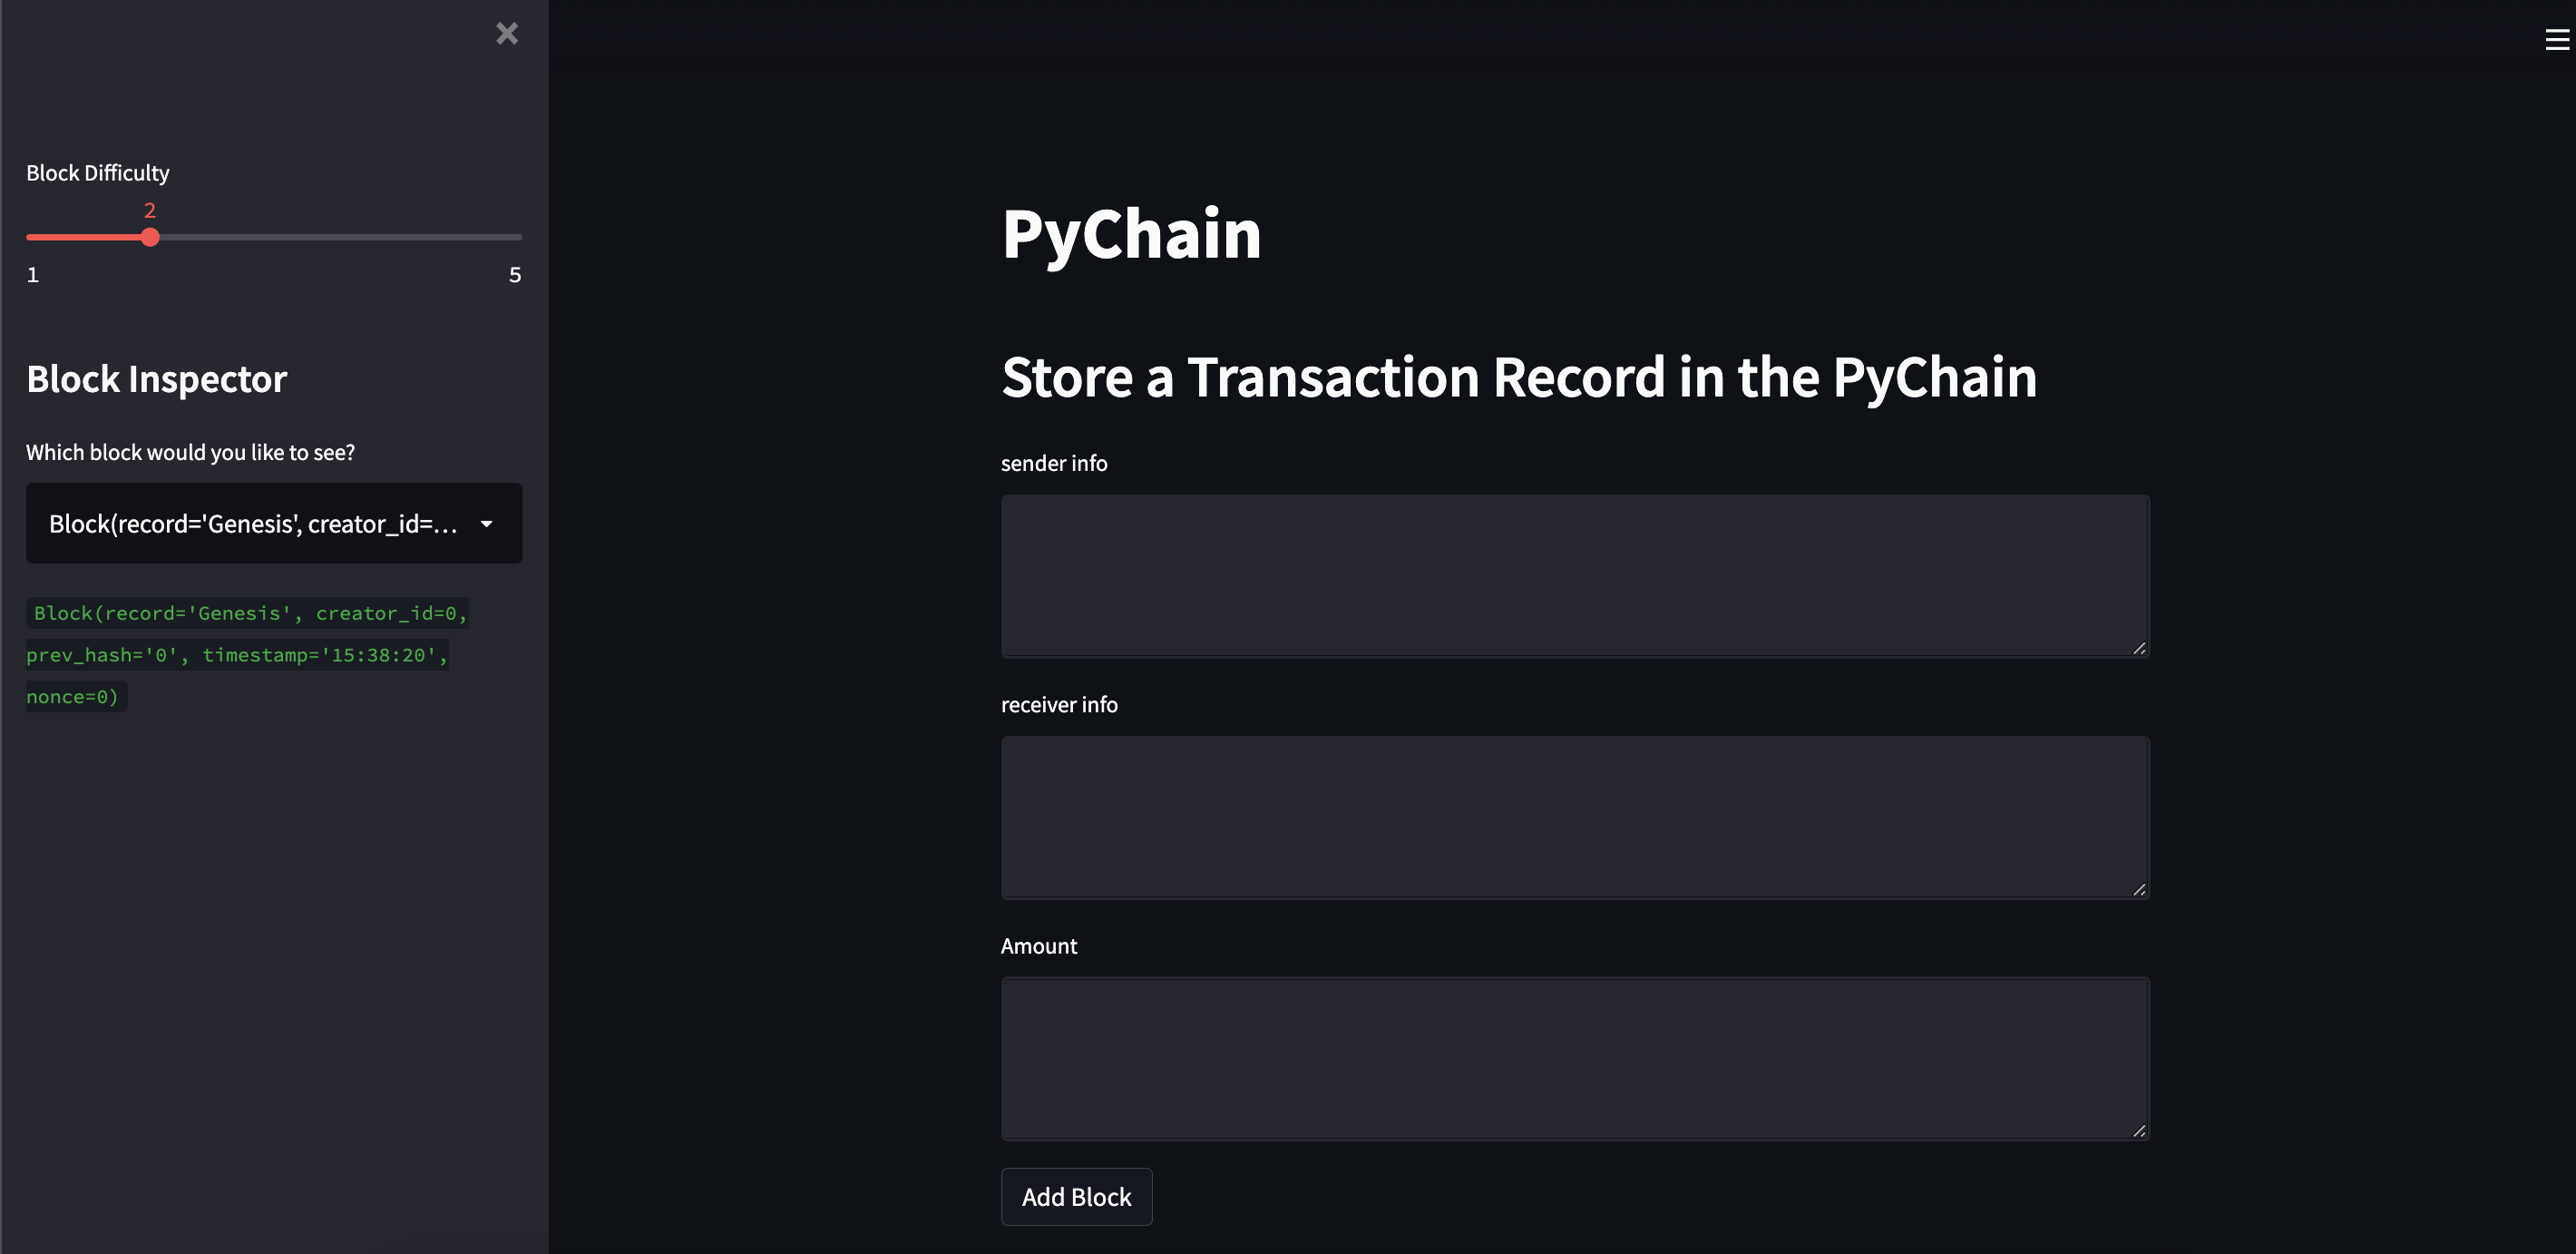 Block Difficulty
2
1 5
Block Inspector
Which block would you like to see?
Block(record='Genesis', creator_id=...
Block(record='Genesis', creator_id=0,
prev_hash='0', timestamp='15:38:20',
nonce=0)
PyChain
Store a Transaction Record in the PyChain
sender info
receiver info
Amount
Add Block